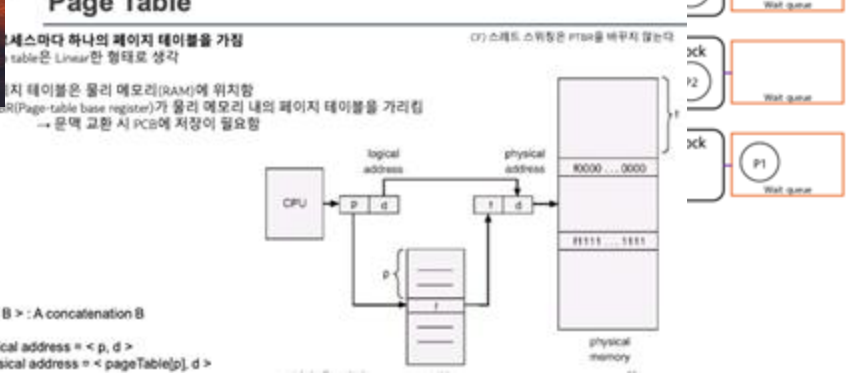 Page Table
세스마다 하나의 페이지 테이블을 가짐
table은 Linear한 형태로 생각
CF) 스레드 스위칭은 PTBR을 바꾸지 않는다
지 테이블은 물리 메모리(RAM)에 위치함
BR(Page-table base register)가 물리 메모리 내의 페이지 테이블을 가리킴
→ 문맥 교환 시 PCB에 저장이 필요함
logical address
physical address
CPU
p d
f d
f
f0000 ... 0000
f1111 ... 1111
p
f
physical memory
B > : A concatenation B
cal address = < p, d >
sical address = < pageTable[p], d >
Wait queue
ock
P2
Wait queue
ock
P1
Wait queue